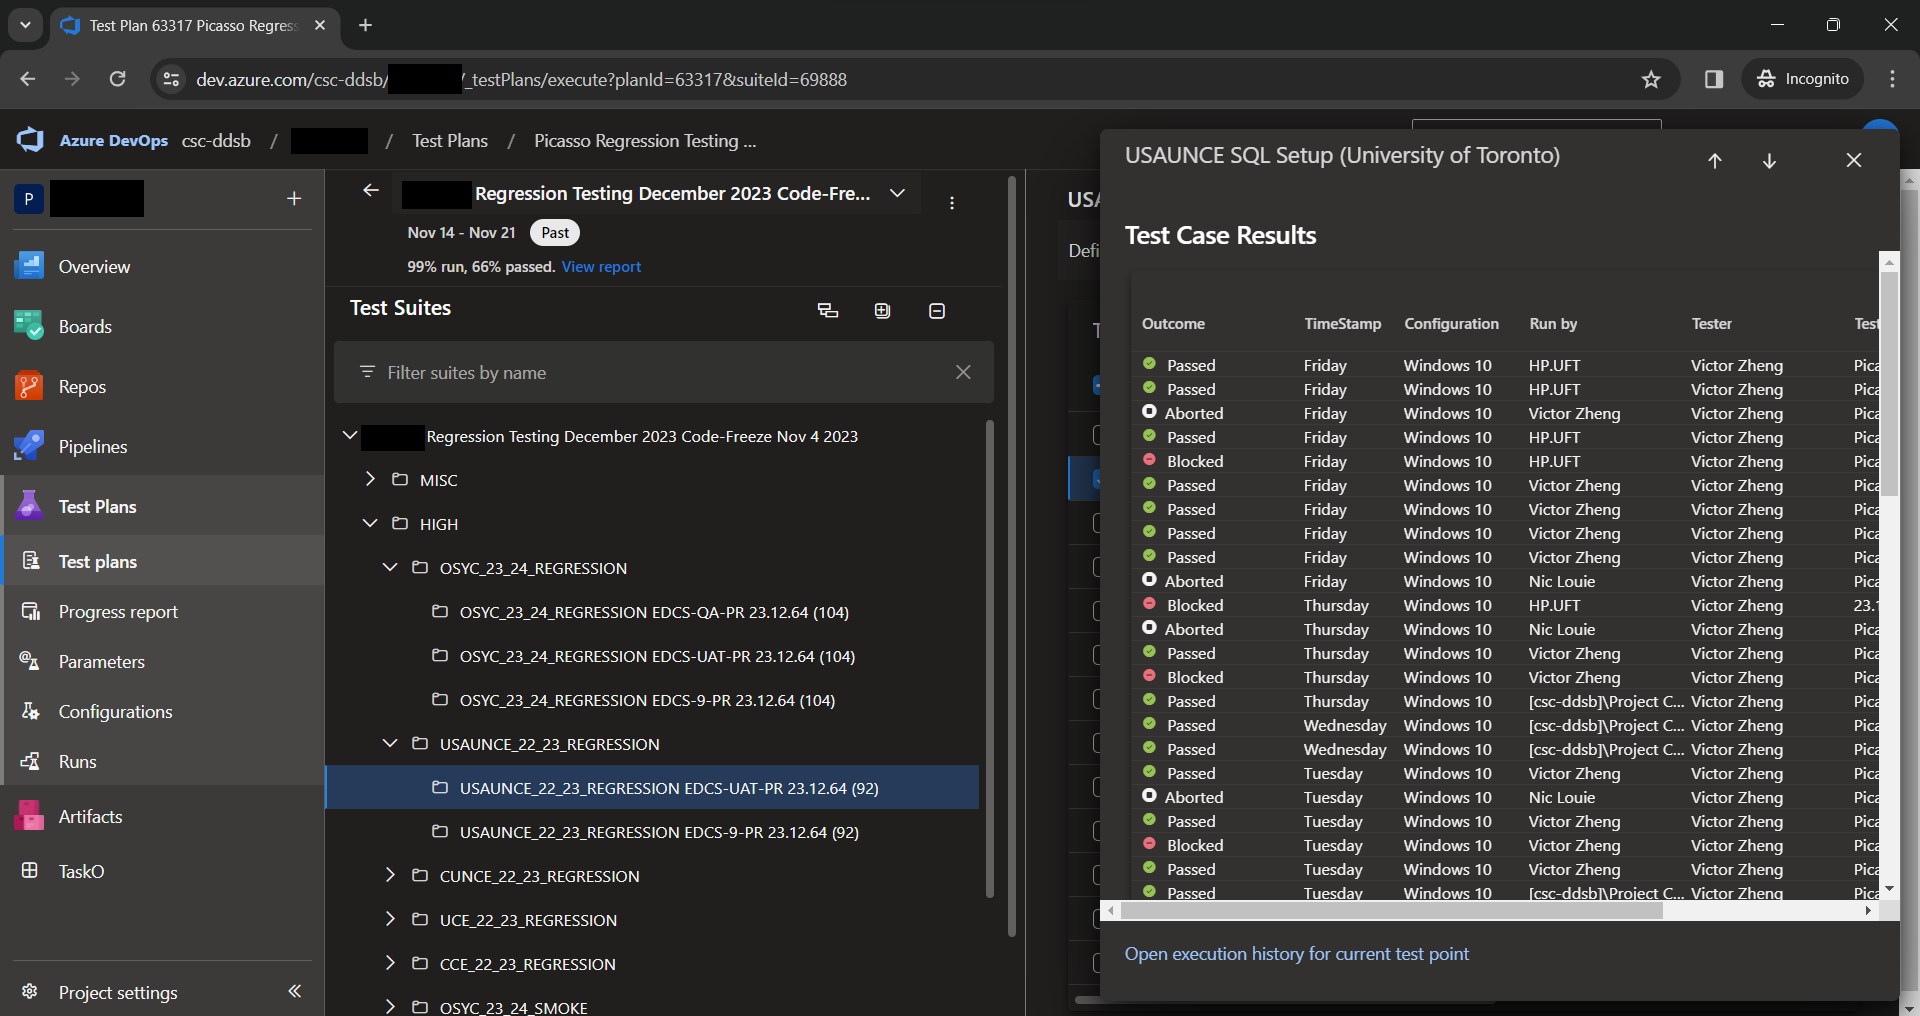 Test Plan 63317 Picasso Regress
dev.azure.com/csc-ddsb/ /_testPlans/execute?planId=63317&suiteId=69888
Incognito
Azure DevOps csc-ddsb / / Test Plans / Picasso Regression Testing ...
P
Overview
Boards
Repos
Pipelines
Test Plans
Test plans
Progress report
Parameters
Configurations
Runs
Artifacts
TaskO
Project settings
Regression Testing December 2023 Code-Fre...
Nov 14 - Nov 21 Past
99% run, 66% passed. View report
Test Suites
Filter suites by name
Regression Testing December 2023 Code-Freeze Nov 4 2023
MISC
HIGH
OSYC_23_24_REGRESSION
OSYC_23_24_REGRESSION EDCS-QA-PR 23.12.64 (104)
OSYC_23_24_REGRESSION EDCS-UAT-PR 23.12.64 (104)
OSYC_23_24_REGRESSION EDCS-9-PR 23.12.64 (104)
USAUNCE_22_23_REGRESSION
USAUNCE_22_23_REGRESSION EDCS-UAT-PR 23.12.64 (92)
USAUNCE_22_23_REGRESSION EDCS-9-PR 23.12.64 (92)
CUNCE_22_23_REGRESSION
UCE_22_23_REGRESSION
CCE_22_23_REGRESSION
OSYC_23_24_SMOKE
USA
Defi
T
USAUNCE SQL Setup (University of Toronto)
Test Case Results
Outcome TimeStamp Configuration Run by Tester Test
Passed Friday Windows 10 HP.UFT Victor Zheng Pica
Passed Friday Windows 10 HP.UFT Victor Zheng Pica
Aborted Friday Windows 10 Victor Zheng Victor Zheng Pica
Passed Friday Windows 10 HP.UFT Victor Zheng Pica
Blocked Friday Windows 10 HP.UFT Victor Zheng Pica
Passed Friday Windows 10 Victor Zheng Victor Zheng Pica
Passed Friday Windows 10 Victor Zheng Victor Zheng Pica
Passed Friday Windows 10 Victor Zheng Victor Zheng Pica
Passed Friday Windows 10 Victor Zheng Victor Zheng Pica
Aborted Friday Windows 10 Nic Louie Victor Zheng Pica
Blocked Thursday Windows 10 HP.UFT Victor Zheng 23.1
Aborted Thursday Windows 10 Nic Louie Victor Zheng Pica
Passed Thursday Windows 10 Victor Zheng Victor Zheng Pica
Blocked Thursday Windows 10 Victor Zheng Victor Zheng Pica
Passed Thursday Windows 10 [csc-ddsb]\Project C... Victor Zheng Pica
Passed Wednesday Windows 10 [csc-ddsb]\Project C... Victor Zheng Pica
Passed Wednesday Windows 10 [csc-ddsb]\Project C... Victor Zheng Pica
Passed Tuesday Windows 10 Victor Zheng Victor Zheng Pica
Aborted Tuesday Windows 10 Nic Louie Victor Zheng Pica
Passed Tuesday Windows 10 Victor Zheng Victor Zheng Pica
Blocked Tuesday Windows 10 Victor Zheng Victor Zheng Pica
Passed Tuesday Windows 10 Victor Zheng Victor Zheng Pica
Passed Tuesday Windows 10 [csc-ddsb]\Project C... Victor Zheng Pica
Open execution history for current test point